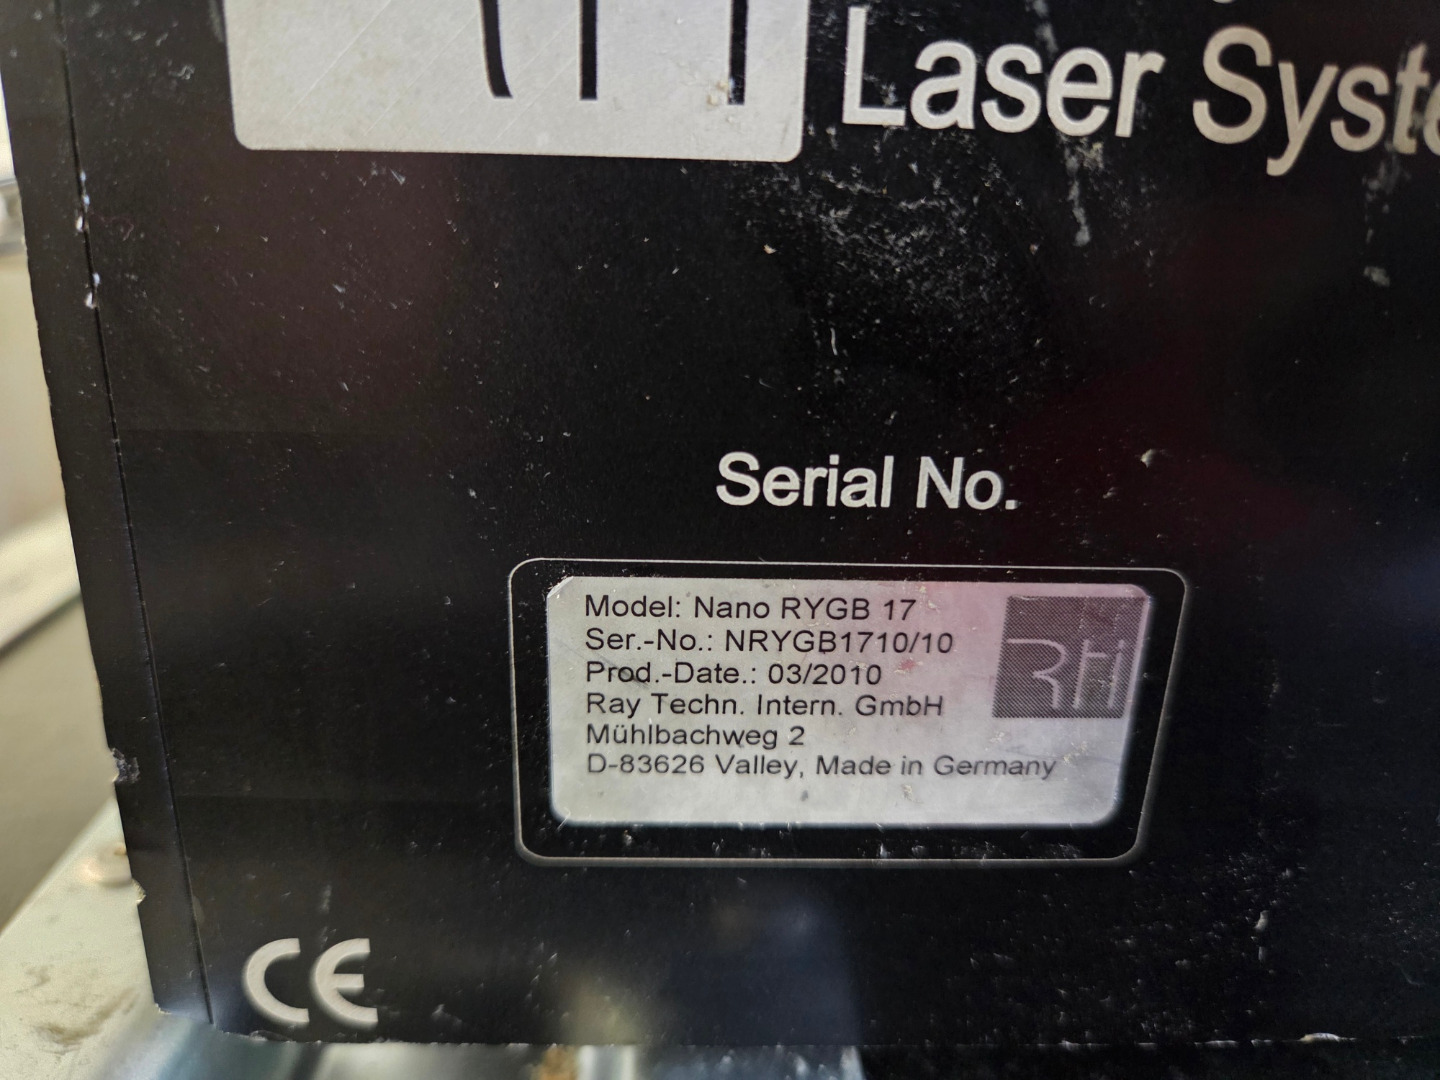 Laser Syste
Serial No.
Model: Nano RYGB 17
Ser.-No.: NRYGB1710/10
Prod.-Date.: 03/2010
Ray Techn. Intern. GmbH
Mühlbachweg 2
D-83626 Valley, Made in Germany
Rti
CE